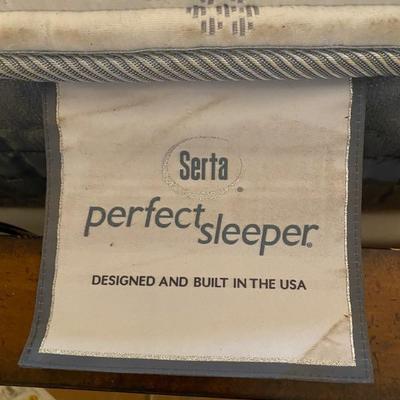 Serta®
perfect
sleeper®
DESIGNED AND BUILT IN THE USA